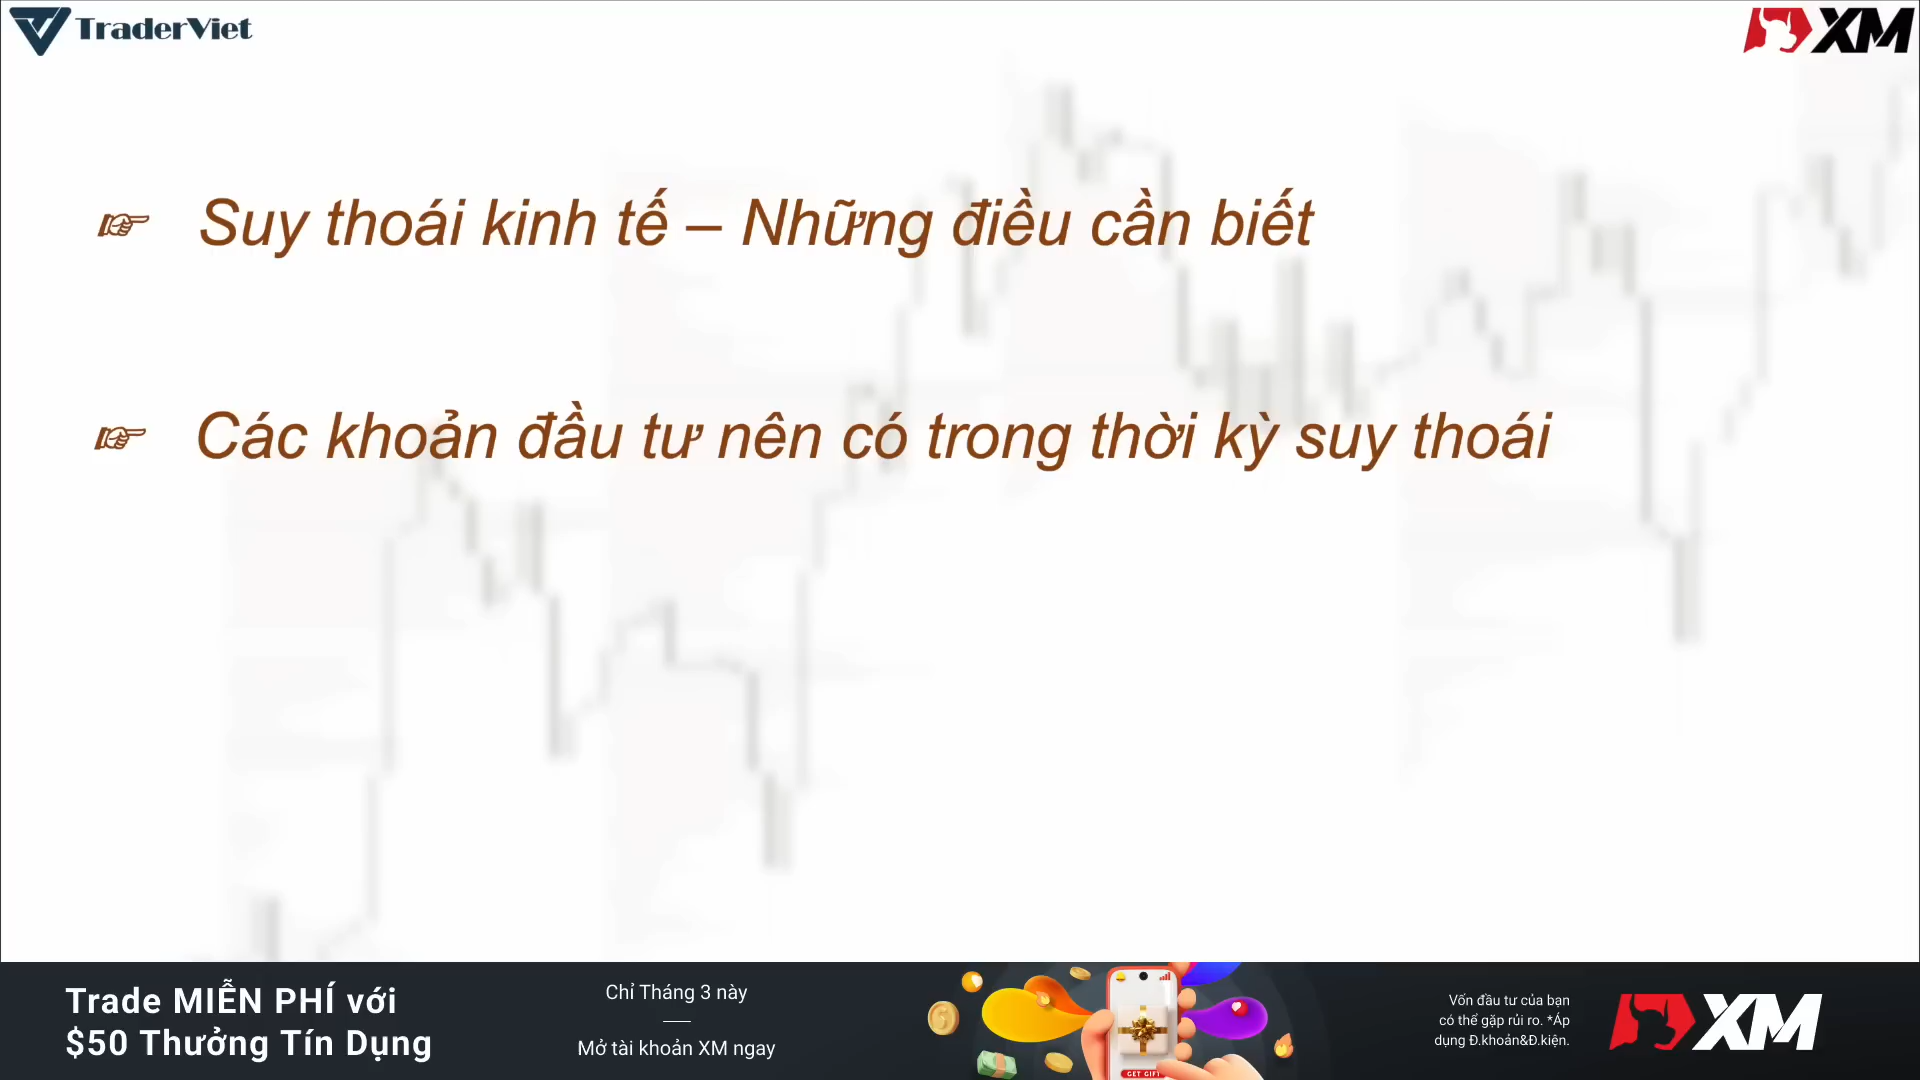 TraderViet
XM
Suy thoái kinh tế – Những điều cần biết
Các khoản đầu tư nên có trong thời kỳ suy thoái
Trade MIỄN PHÍ với
$50 Thưởng Tín Dụng
Chỉ Tháng 3 này
Mở tài khoản XM ngay
GET GIFT
Vốn đầu tư của bạn
có thể gặp rủi ro. *Áp
dụng Đ.khoản&Đ.kiện.
XM